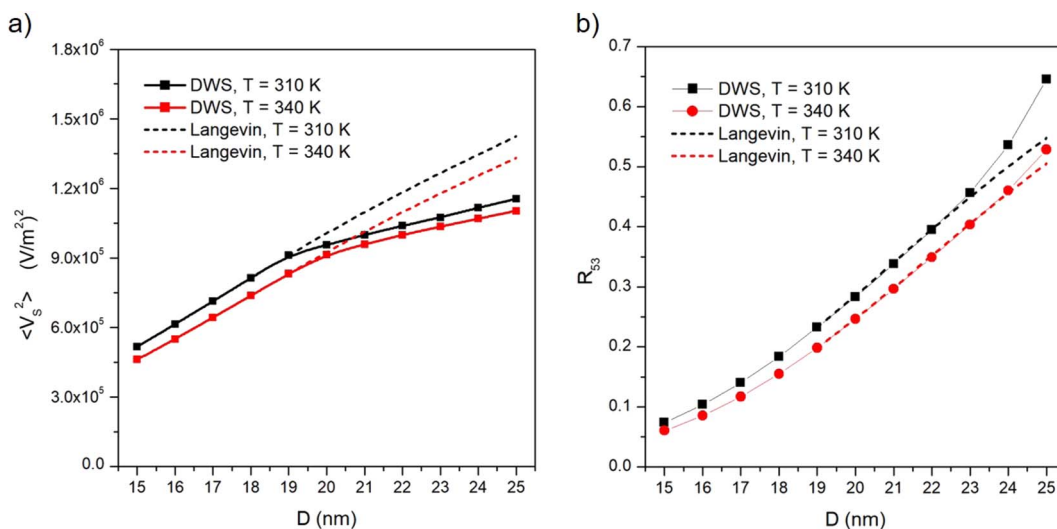 a)
1.8x10⁶
1.5x10⁶
1.2x10⁶
9.0x10⁵
6.0x10⁵
3.0x10⁵
0.0
<V_S²> (V/m²)²
DWS, T = 310 K
DWS, T = 340 K
Langevin, T = 310 K
Langevin, T = 340 K
15 16 17 18 19 20 21 22 23 24 25
D (nm)
b)
0.7
0.6
0.5
0.4
0.3
0.2
0.1
0.0
R₅₃
DWS, T = 310 K
DWS, T = 340 K
Langevin, T = 310 K
Langevin, T = 340 K
15 16 17 18 19 20 21 22 23 24 25
D (nm)